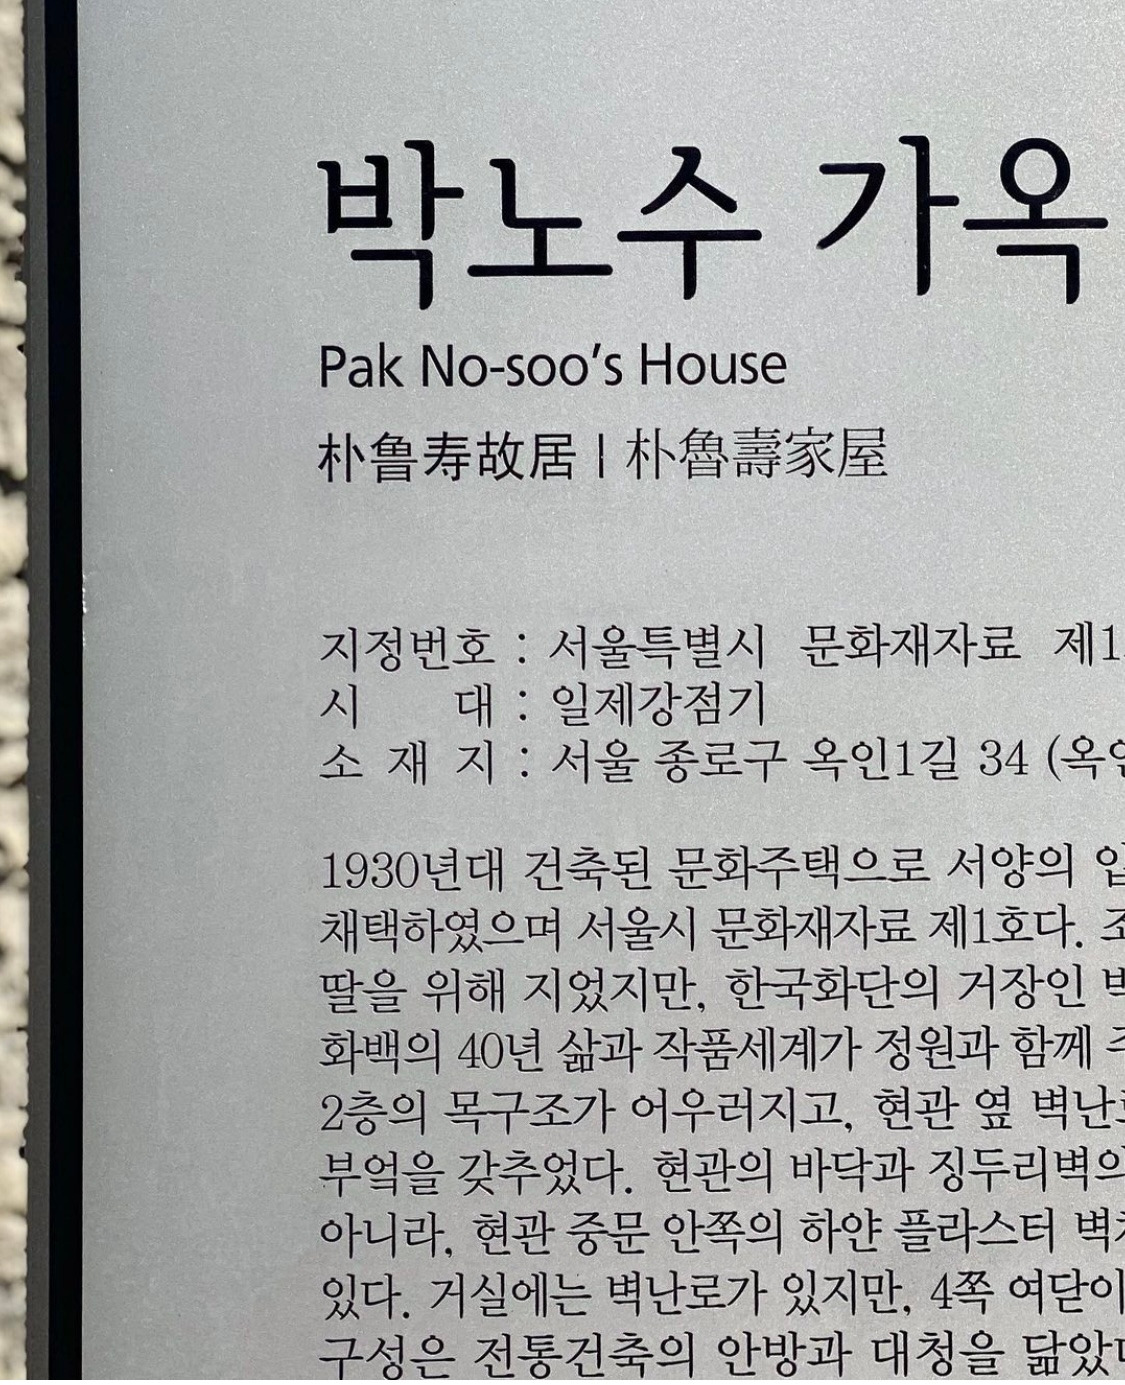 박노수 가옥
Pak No-soo's House
朴鲁寿故居 | 朴魯壽家屋
지정번호 : 서울특별시 문화재자료
시 대 : 일제강점기
소 재 지 : 서울 종로구 옥인1길 34
1930년대 건축된 문화주택으로 서양의
채택하였으며 서울시 문화재자료 제1호다.
딸을 위해 지었지만, 한국화단의 거장인
화백의 40년 삶과 작품세계가 정원과 함께
2층의 목구조가 어우러지고, 현관 옆
부엌을 갖추었다. 현관의 바닥과 징두리벽의
아니라, 현관 중문 안쪽의 하얀 플라스터
있다. 거실에는 벽난로가 있지만, 4쪽 여닫이
구성은 전통건축의 안방과 대청을